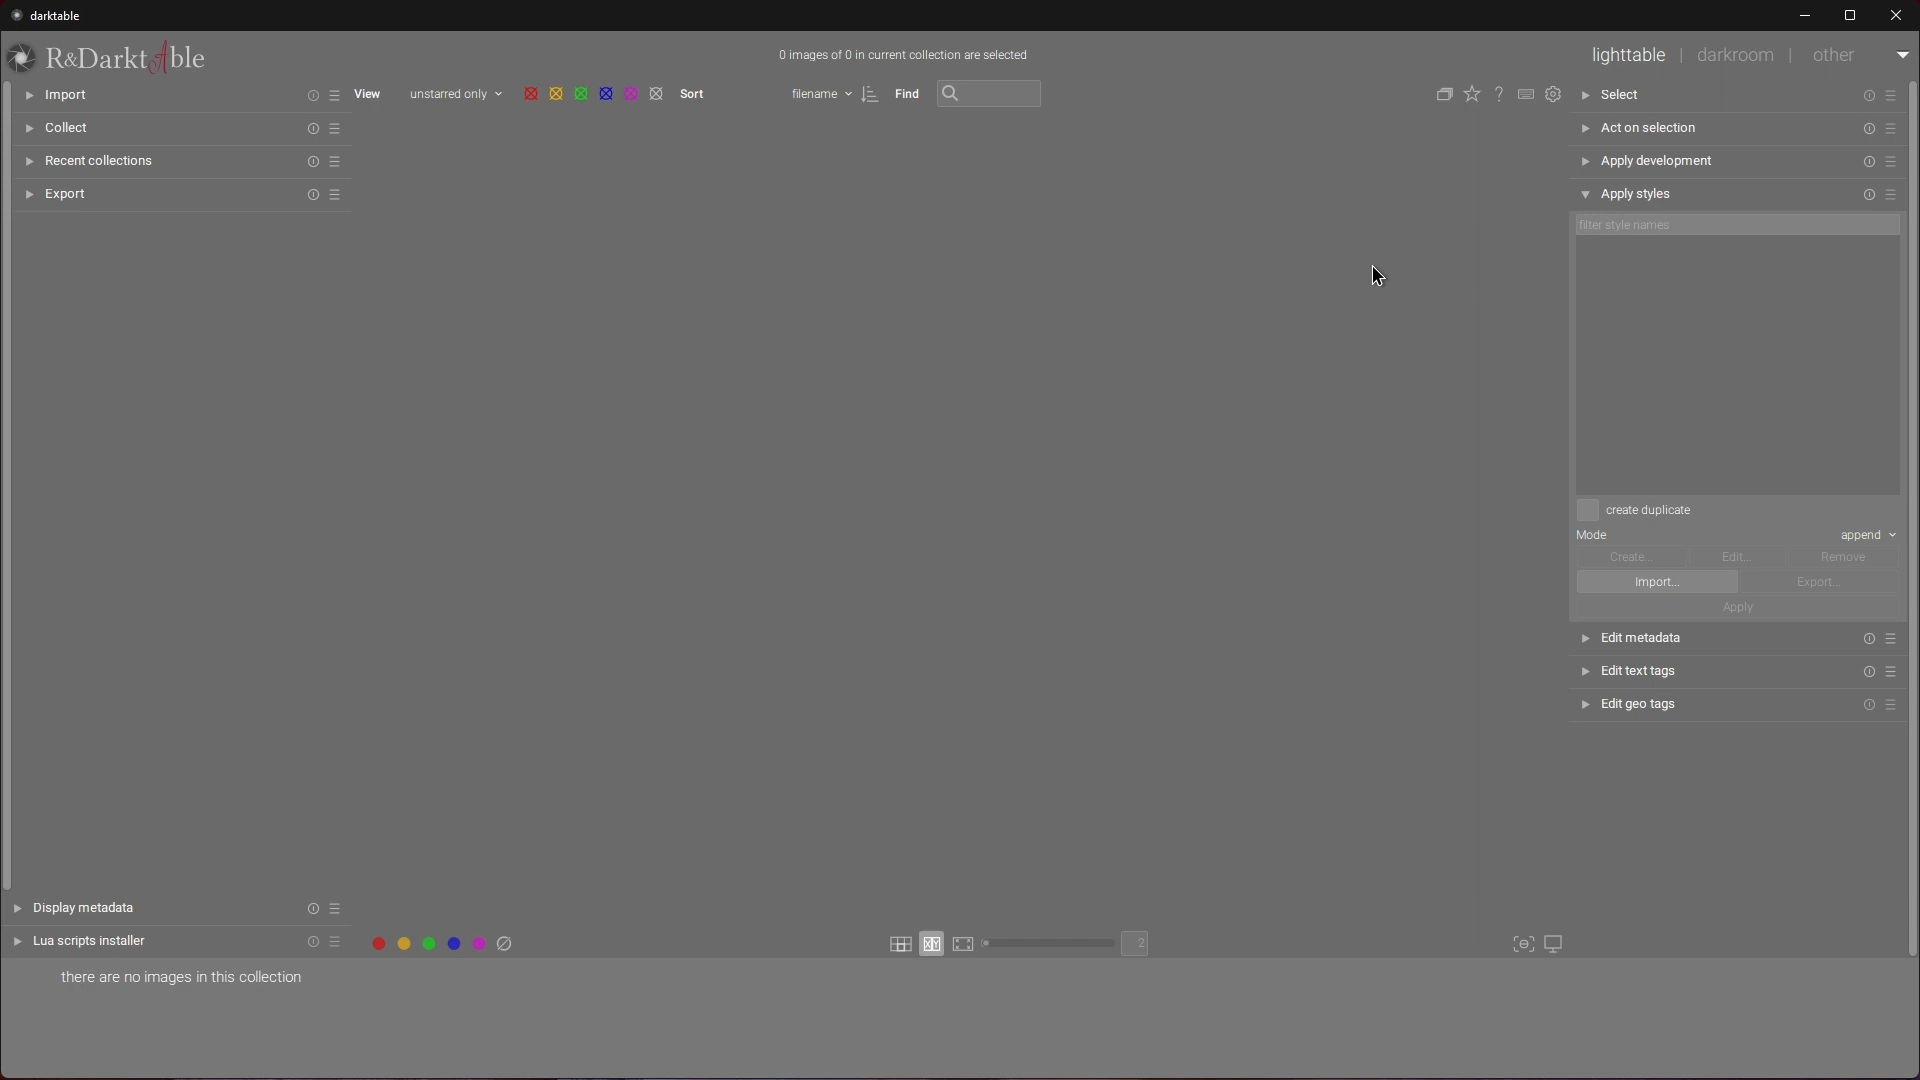 darktable
R&DarktAble
0 images of 0 in current collection are selected
lighttable | darkroom | other
Import
View unstarred only Sort filename Find
Select
Collect
Act on selection
Recent collections
Apply development
Export
Apply styles
filter style names
create duplicate
Mode append
Create... Edit... Remove
Import... Export...
Apply
Edit metadata
Edit text tags
Edit geo tags
Display metadata
Lua scripts installer
2
there are no images in this collection